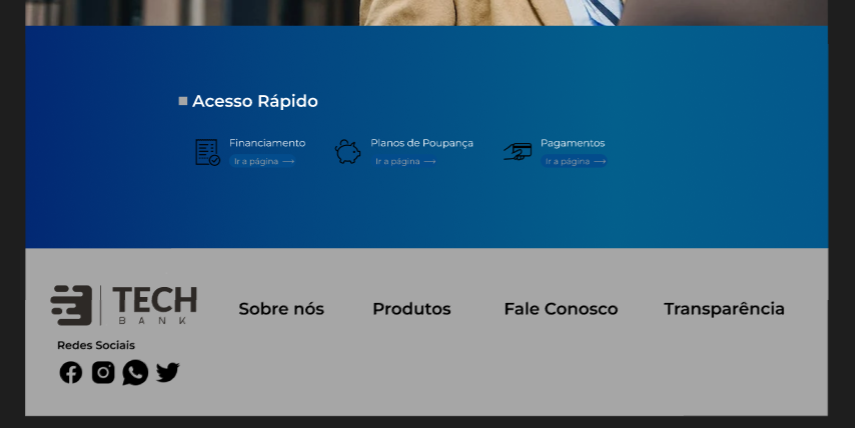 Acesso Rápido
Financiamento
Ir a página
Planos de Poupança
Ir a página
Pagamentos
Ir a página
TECH
BANK
Sobre nós
Produtos
Fale Conosco
Transparência
Redes Sociais